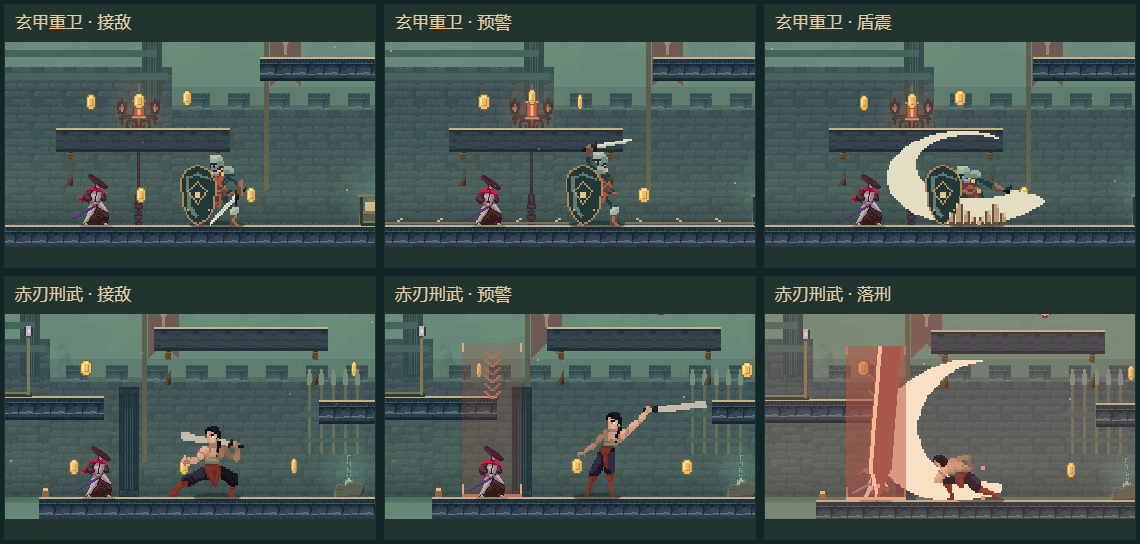 玄甲重卫 · 接敌
玄甲重卫 · 预警
玄甲重卫 · 盾震
赤刃刑武 · 接敌
赤刃刑武 · 预警
赤刃刑武 · 落刑